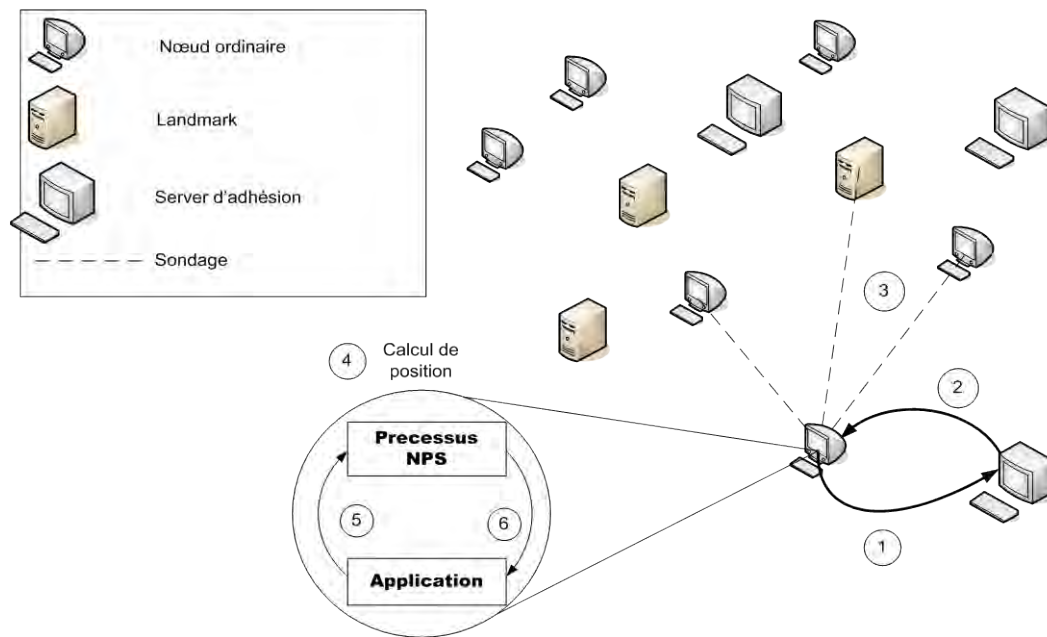 Nœud ordinaire
Landmark
Server d'adhésion
Sondage
3
4
Calcul de
position
2
Precessus
NPS
5
6
1
Application